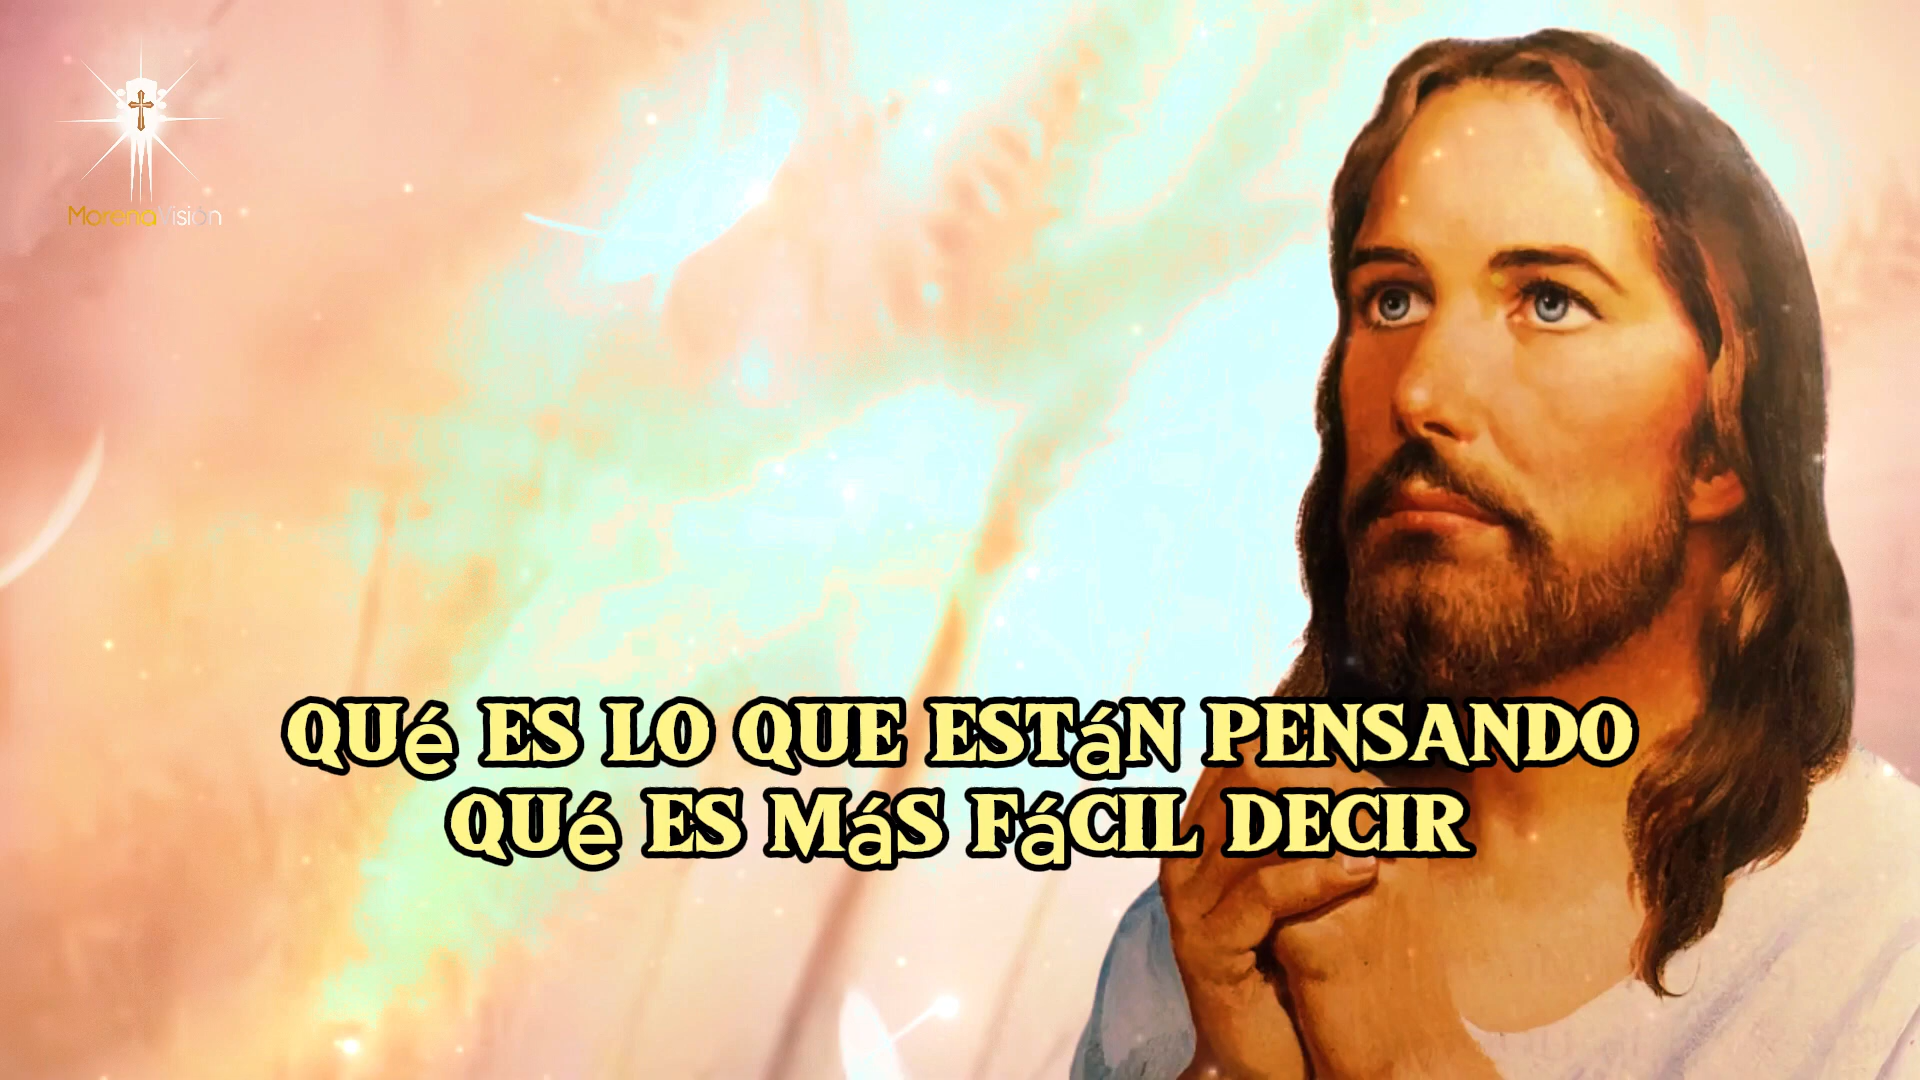 MorenaVisión
QUé ES LO QUE ESTáN PENSANDO
QUé ES MáS FáCIL DECIR